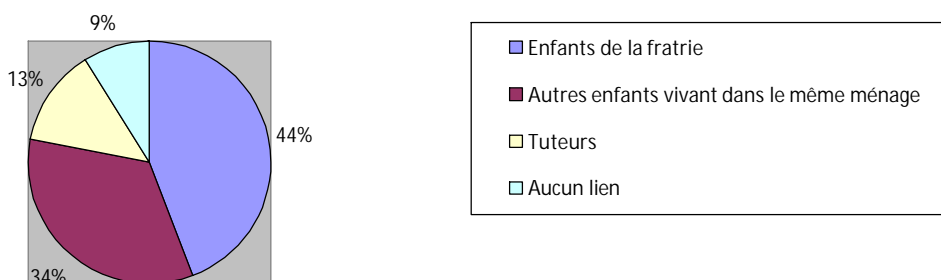 9%
13%
44%
34%
Enfants de la fratrie
Autres enfants vivant dans le même ménage
Tuteurs
Aucun lien